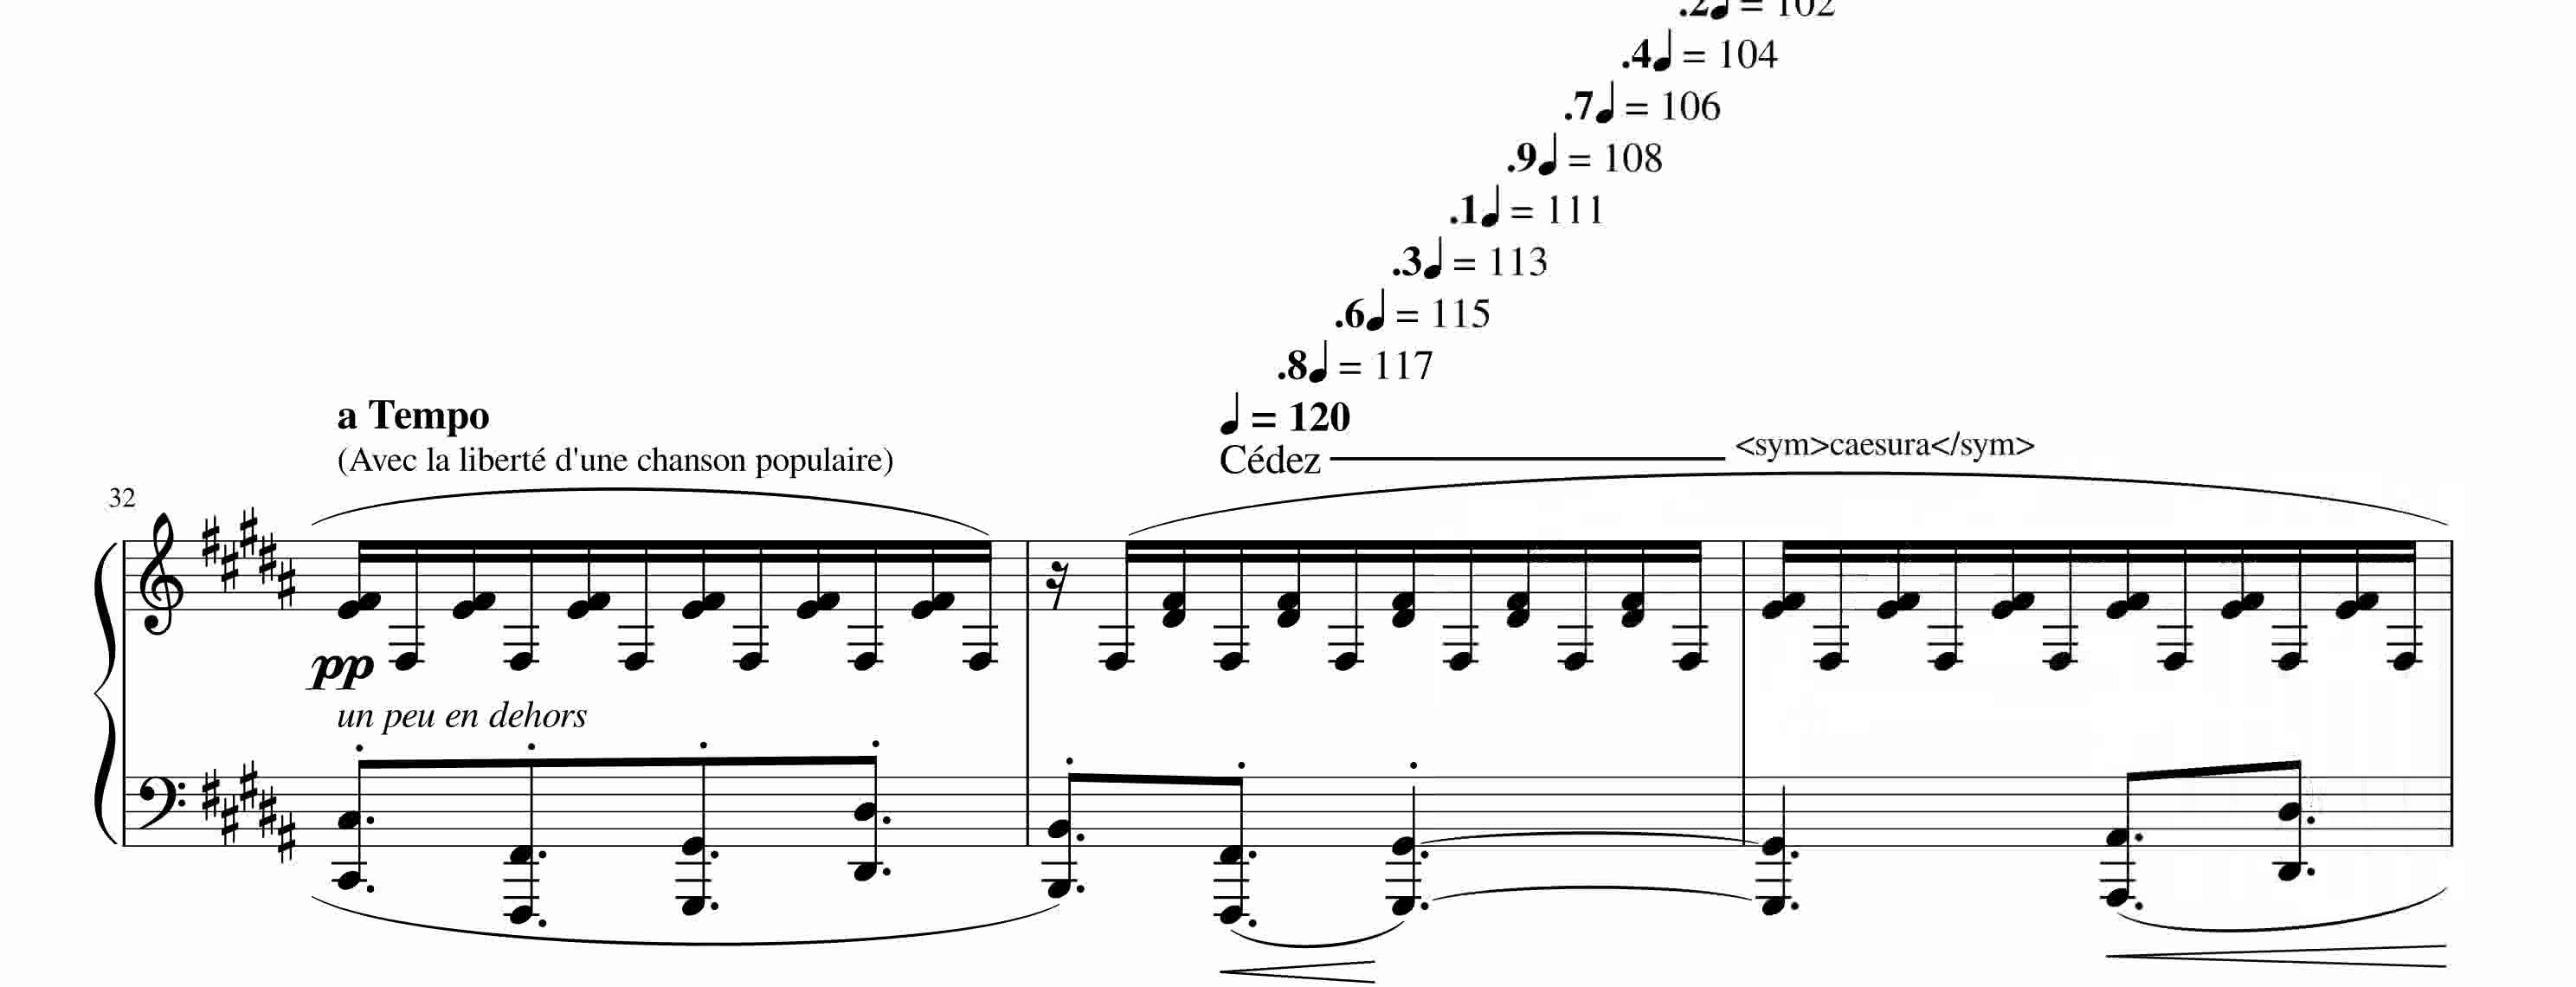 .2♩ = 102
.4♩ = 104
.7♩ = 106
.9♩ = 108
.1♩ = 111
.3♩ = 113
.6♩ = 115
.8♩ = 117
a Tempo
♩ = 120
(Avec la liberté d'une chanson populaire)
Cédez
<sym>caesura</sym>
32
pp
un peu en dehors